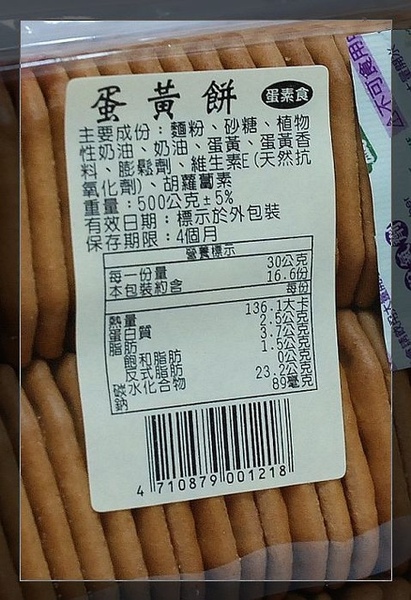 蛋黃餅 蛋素食
主要成份：麵粉、砂糖、植物
性奶油、奶油、蛋黃、蛋黃香
料、膨鬆劑、維生素E(天然抗
氧化劑)、胡蘿蔔素
重量：500公克±5%
有效日期：標示於外包裝
保存期限：4個月
營養標示
每一份量 30公克
本包裝約含 16.6份
每份
熱量 136.1大卡
蛋白質 .5公克
脂肪 3.7公克
飽和脂肪 1.5公克
反式脂肪 0公克
碳水化合物 23.2公克
鈉 89毫克
4 710879 001218
不可食用